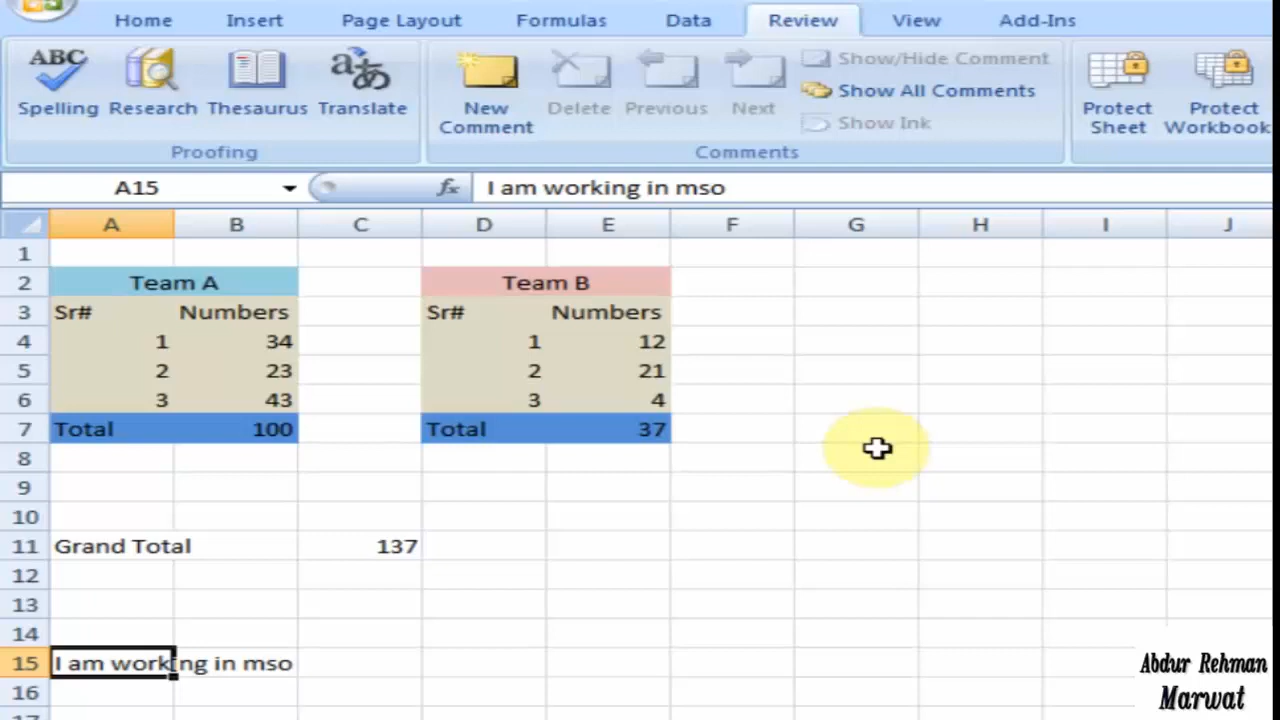 Home Insert Page Layout Formulas Data Review View Add-Ins
ABC
Spelling Research Thesaurus Translate
Proofing
New Comment Delete Previous Next
Show/Hide Comment
Show All Comments
Show Ink
Comments
Protect Sheet Protect Workbook
A15 fx I am working in mso
A B C D E F G H I J
1
2 Team A Team B
3 Sr# Numbers Sr# Numbers
4 1 34 1 12
5 2 23 2 21
6 3 43 3 4
7 Total 100 Total 37
8
9
10
11 Grand Total 137
12
13
14
15 I am working in mso
16
17
Abdur Rehman
Marwat